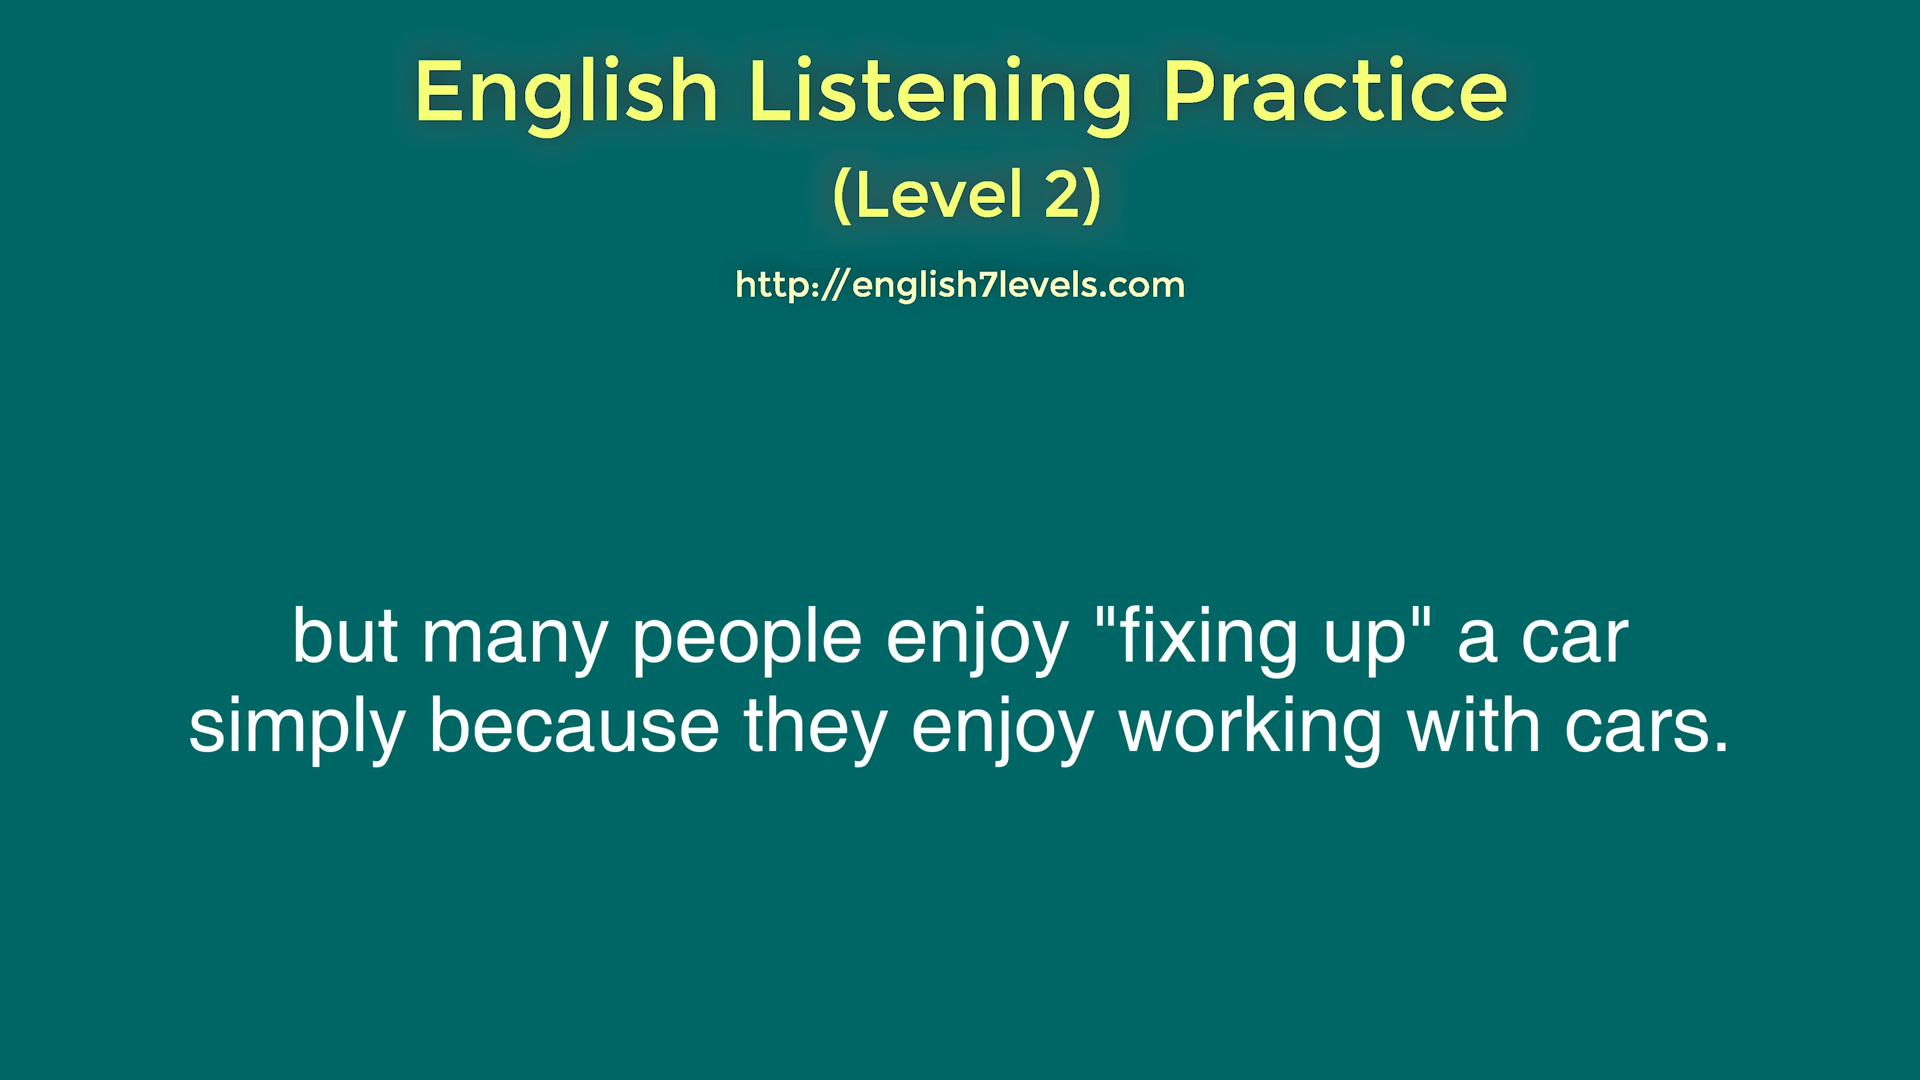 English Listening Practice
(Level 2)
http://english7levels.com
but many people enjoy "fixing up" a car
simply because they enjoy working with cars.